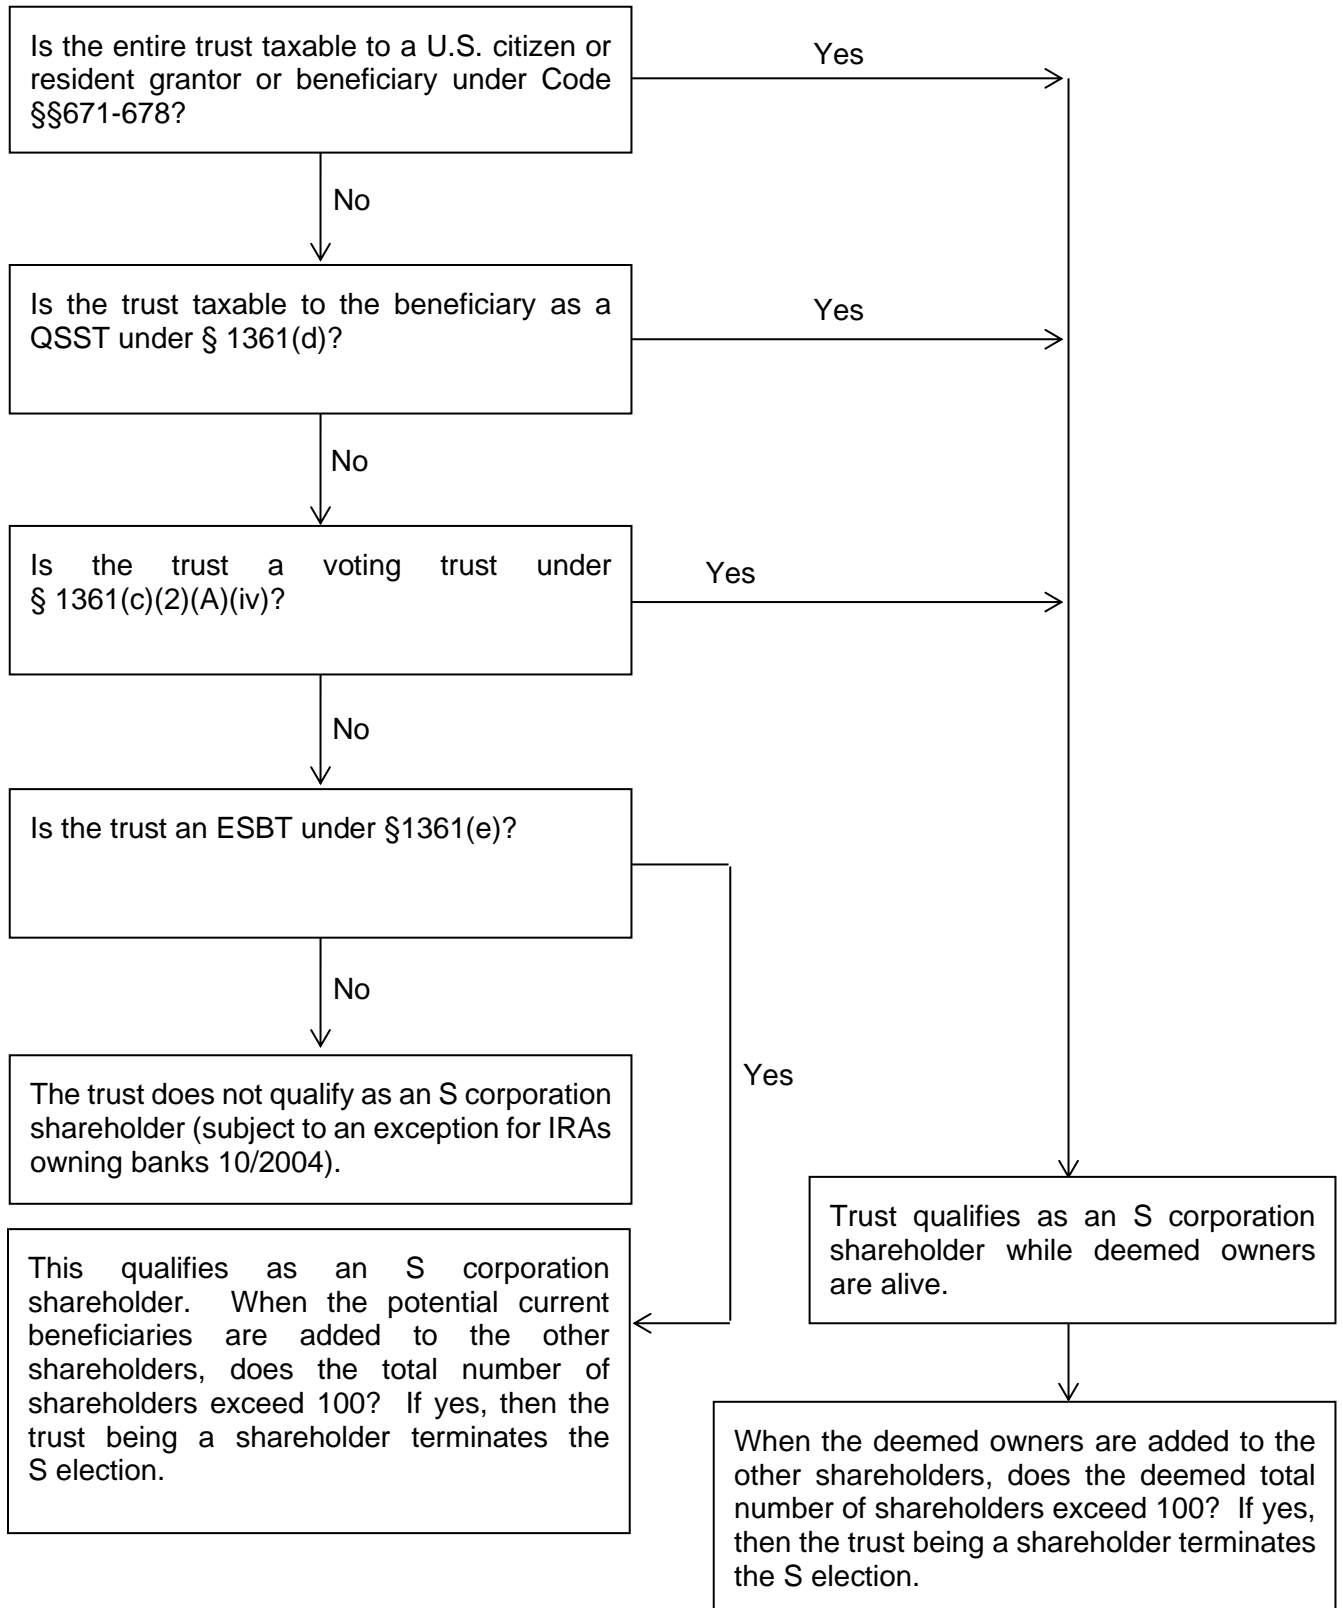 Is the entire trust taxable to a U.S. citizen or
resident grantor or beneficiary under Code
§§671-678?
Yes
No
Is the trust taxable to the beneficiary as a
QSST under § 1361(d)?
Yes
No
Is the trust a voting trust under
§ 1361(c)(2)(A)(iv)?
Yes
No
Is the trust an ESBT under §1361(e)?
No
Yes
The trust does not qualify as an S corporation
shareholder (subject to an exception for IRAs
owning banks 10/2004).
Trust qualifies as an S corporation
shareholder while deemed owners
are alive.
This qualifies as an S corporation
shareholder. When the potential current
beneficiaries are added to the other
shareholders, does the total number of
shareholders exceed 100? If yes, then the
trust being a shareholder terminates the
S election.
When the deemed owners are added to the
other shareholders, does the deemed total
number of shareholders exceed 100? If yes,
then the trust being a shareholder terminates
the S election.